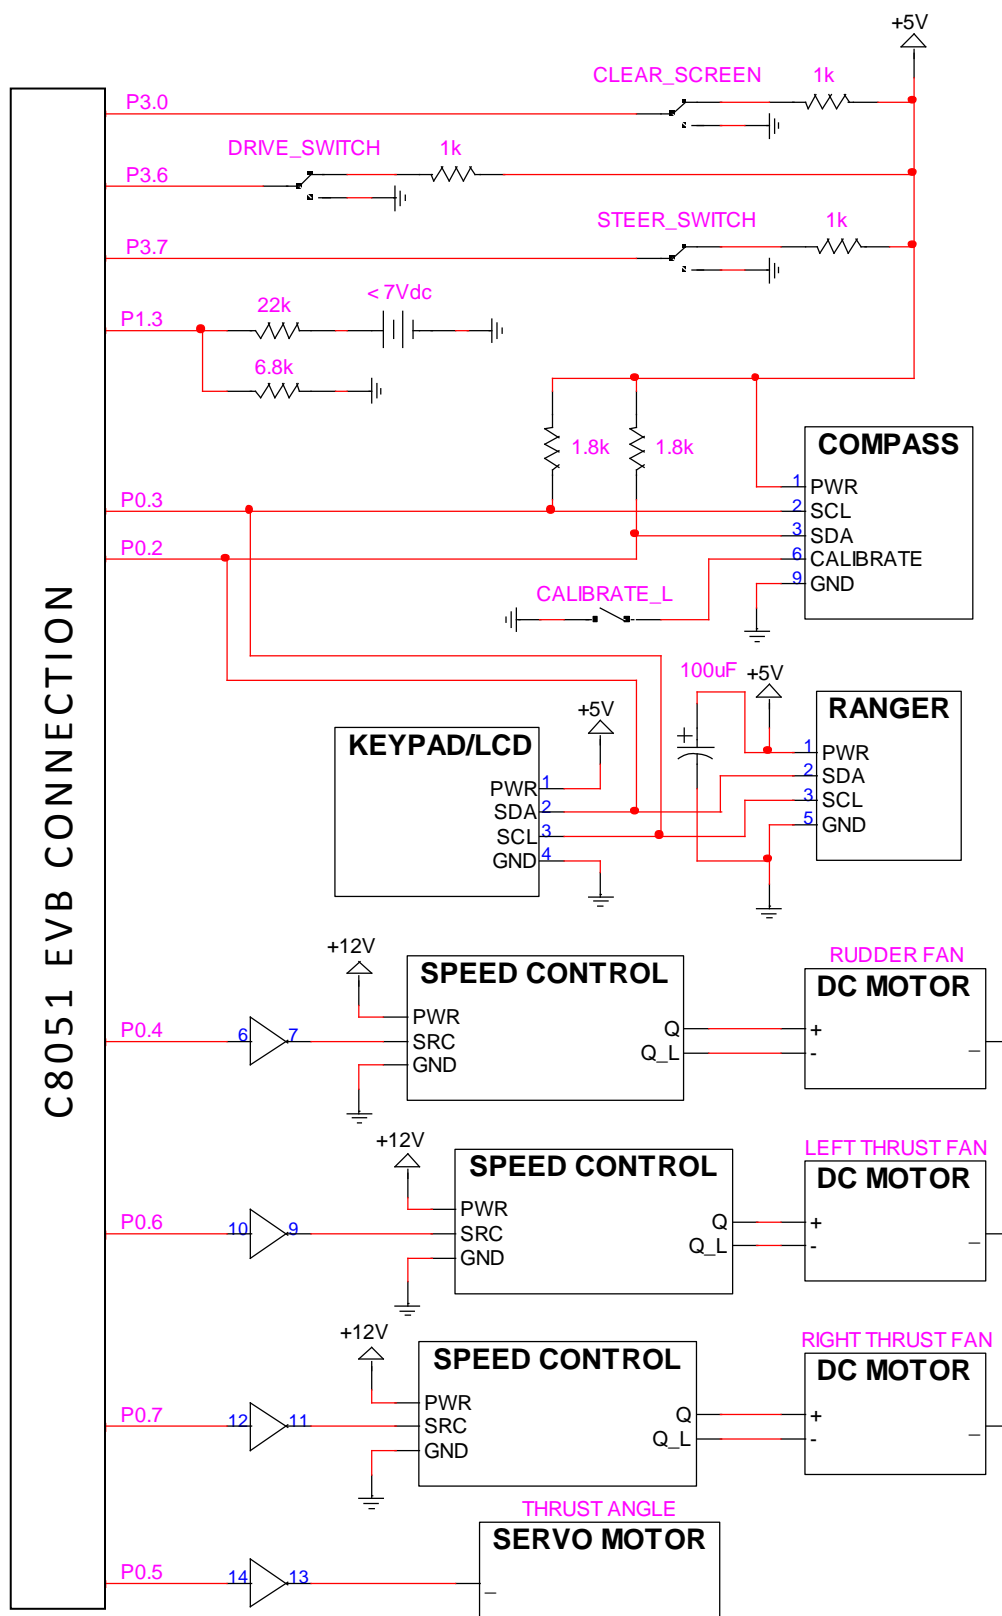 +5V
CLEAR_SCREEN
1k
P3.0
DRIVE_SWITCH
1k
P3.6
STEER_SWITCH
1k
P3.7
< 7Vdc
22k
P1.3
6.8k
1.8k
1.8k
COMPASS
1 PWR
P0.3
2 SCL
3 SDA
P0.2
6 CALIBRATE
9 GND
CALIBRATE_L
C8051 EVB CONNECTION
100uF
+5V
RANGER
+
1 PWR
2 SDA
3 SCL
5 GND
+5V
KEYPAD/LCD
PWR 1
SDA 2
SCL 3
GND 4
+12V
SPEED CONTROL
RUDDER FAN
DC MOTOR
PWR
P0.4
6 7
SRC
GND
Q
Q_L
+
-
–
+12V
SPEED CONTROL
LEFT THRUST FAN
DC MOTOR
PWR
P0.6
10 9
SRC
GND
Q
Q_L
+
-
–
+12V
SPEED CONTROL
RIGHT THRUST FAN
DC MOTOR
PWR
P0.7
12 11
SRC
GND
Q
Q_L
+
-
–
THRUST ANGLE
SERVO MOTOR
P0.5
14 13
–